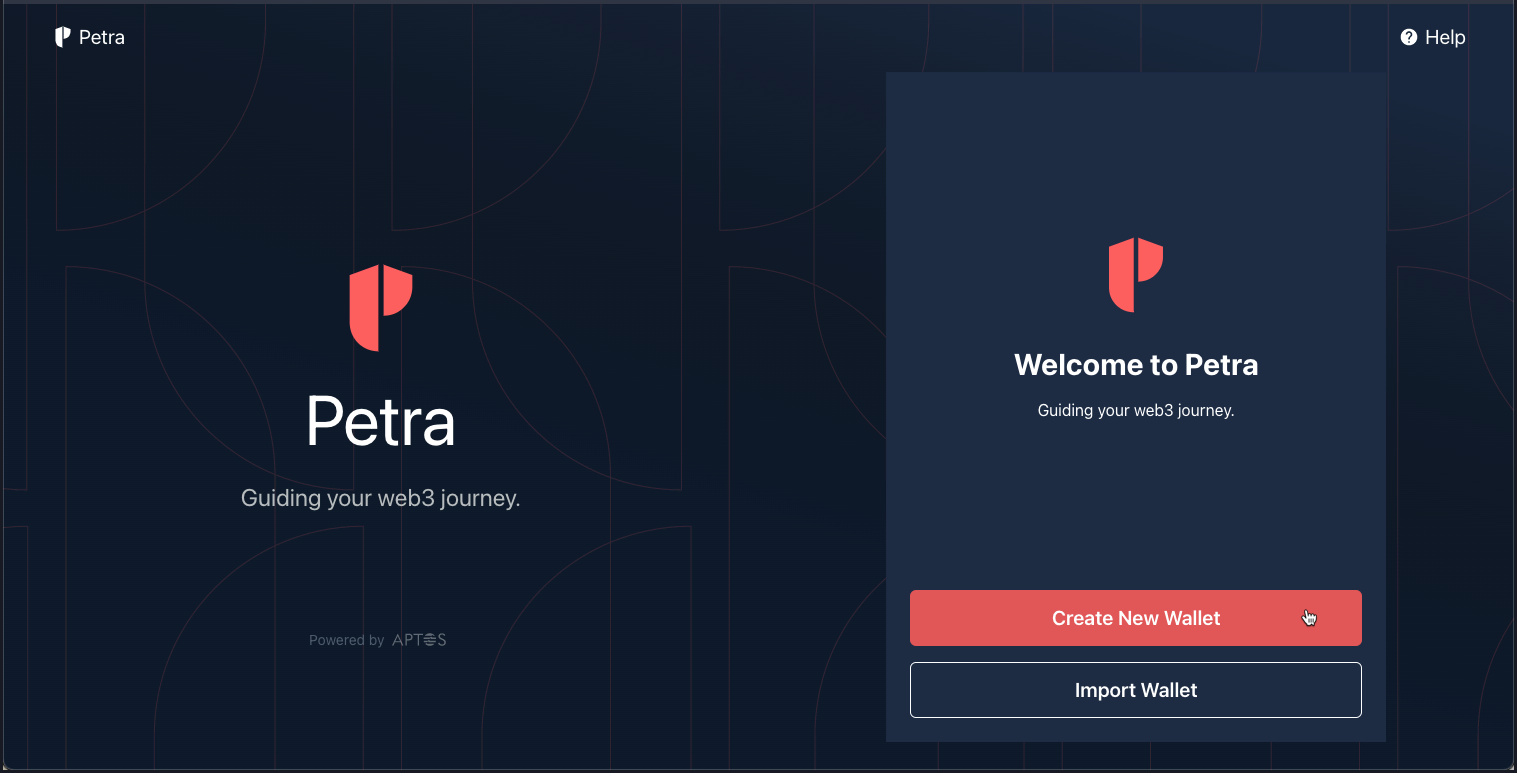 Petra
Help
Petra
Guiding your web3 journey.
Powered by APTOS
Welcome to Petra
Guiding your web3 journey.
Create New Wallet
Import Wallet